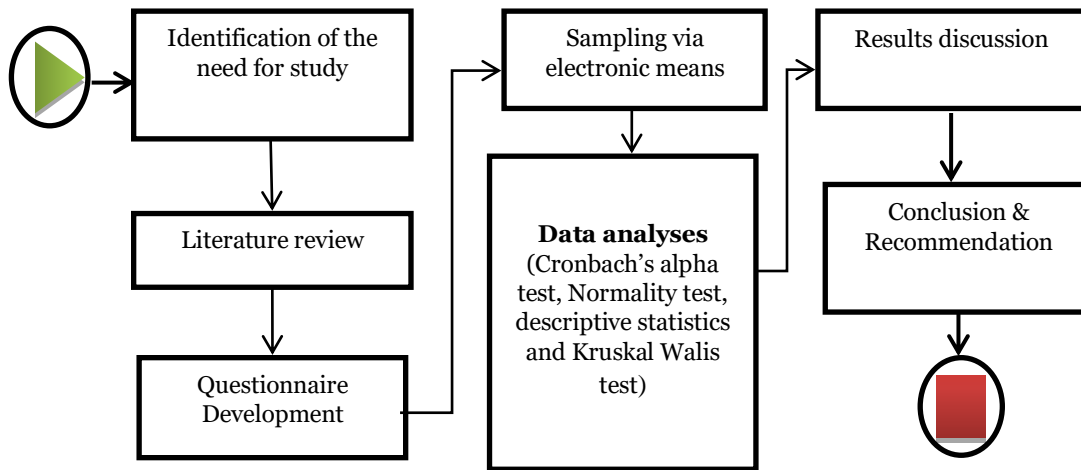 Identification of the
need for study
Literature review
Questionnaire
Development
Sampling via
electronic means
Data analyses
(Cronbach’s alpha
test, Normality test,
descriptive statistics
and Kruskal Walis
test)
Results discussion
Conclusion &
Recommendation